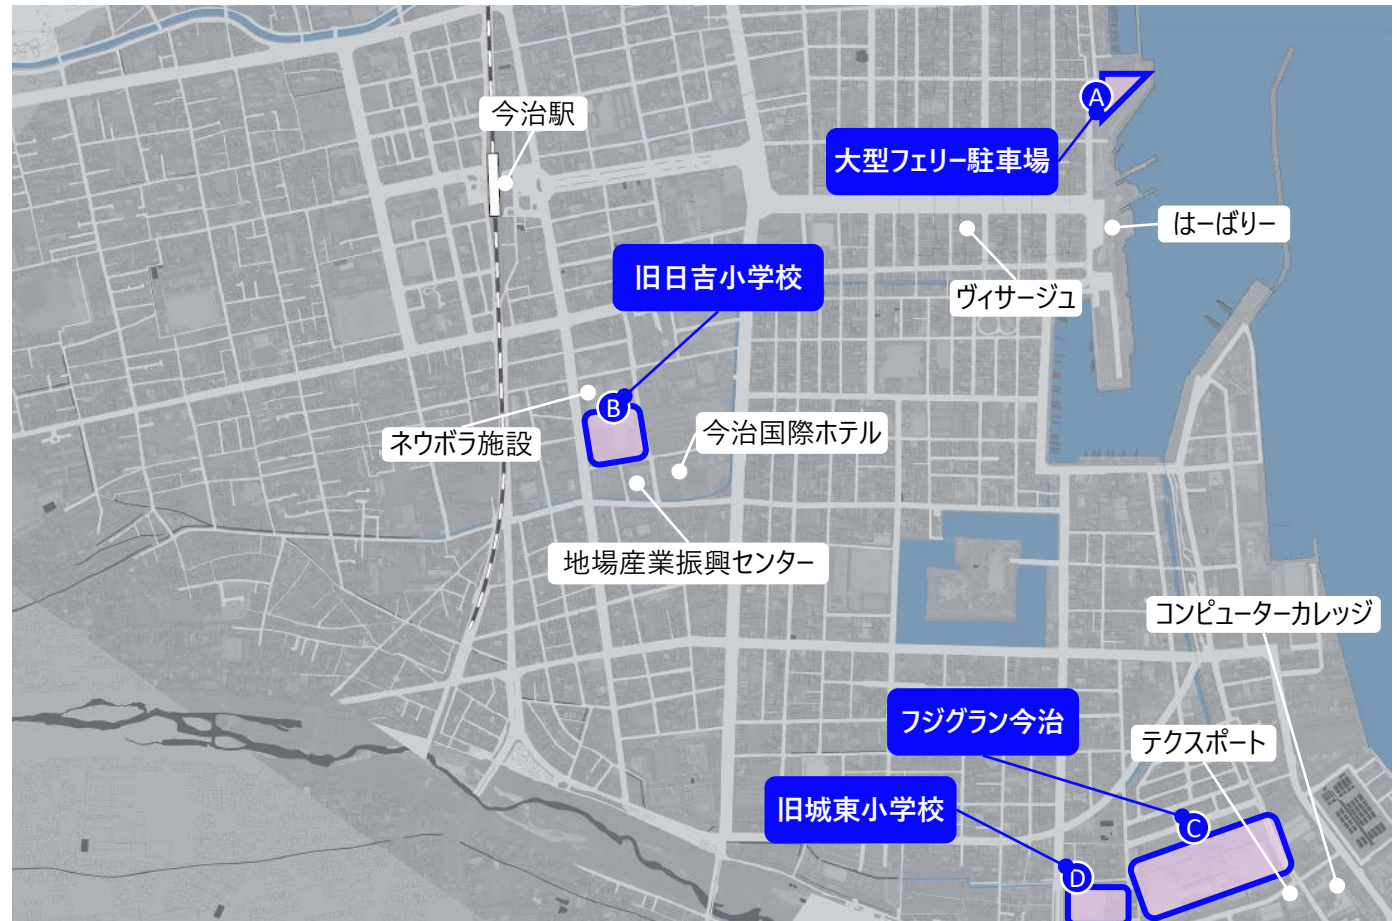 今治駅
A
大型フェリー駐車場
はーばりー
旧日吉小学校
ヴィサージュ
B
ネウボラ施設
今治国際ホテル
地場産業振興センター
コンピューターカレッジ
フジグラン今治
テクスポート
旧城東小学校
C
D